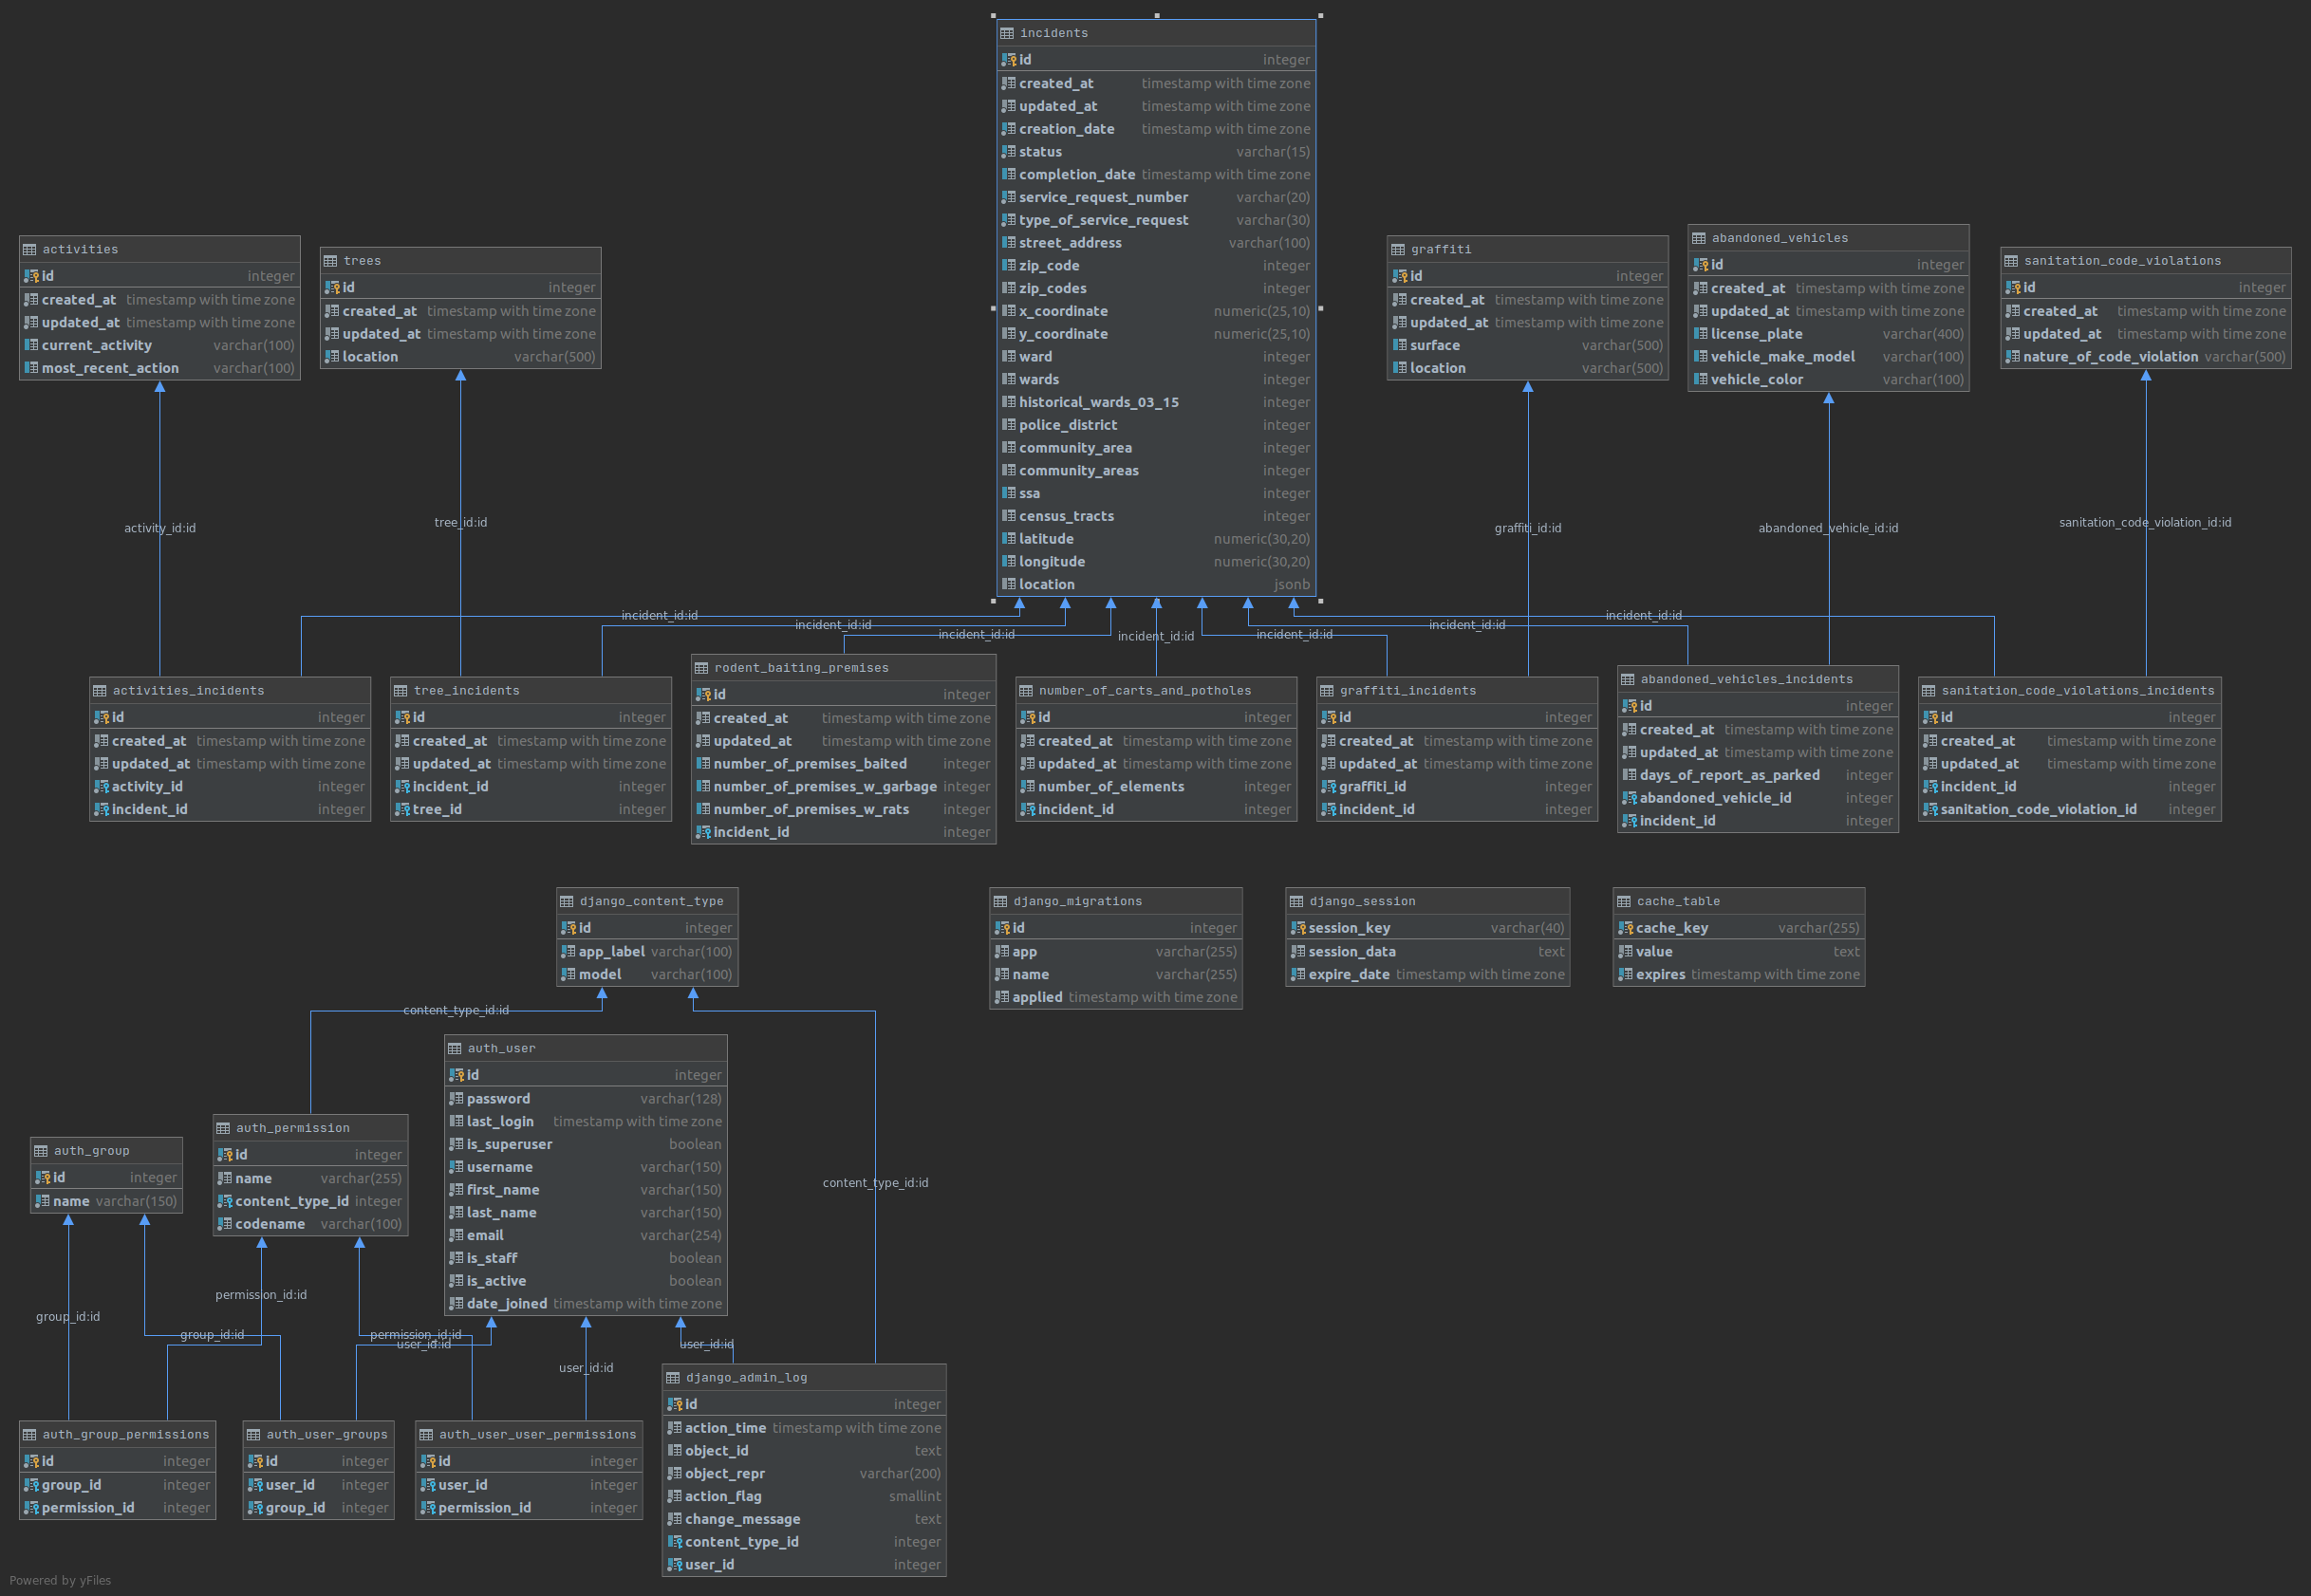 incidents
id integer
created_at timestamp with time zone
updated_at timestamp with time zone
creation_date timestamp with time zone
status varchar(15)
completion_date timestamp with time zone
service_request_number varchar(20)
type_of_service_request varchar(30)
street_address varchar(100)
zip_code integer
zip_codes integer
x_coordinate numeric(25,10)
y_coordinate numeric(25,10)
ward integer
wards integer
historical_wards_03_15 integer
police_district integer
community_area integer
community_areas integer
ssa integer
census_tracts integer
latitude numeric(30,20)
longitude numeric(30,20)
location jsonb
activities
id integer
created_at timestamp with time zone
updated_at timestamp with time zone
current_activity varchar(100)
most_recent_action varchar(100)
trees
id integer
created_at timestamp with time zone
updated_at timestamp with time zone
location varchar(500)
graffiti
id integer
created_at timestamp with time zone
updated_at timestamp with time zone
surface varchar(500)
location varchar(500)
abandoned_vehicles
id integer
created_at timestamp with time zone
updated_at timestamp with time zone
license_plate varchar(400)
vehicle_make_model varchar(100)
vehicle_color varchar(100)
sanitation_code_violations
id integer
created_at timestamp with time zone
updated_at timestamp with time zone
nature_of_code_violation varchar(500)
activity_id:id
tree_id:id
graffiti_id:id
abandoned_vehicle_id:id
sanitation_code_violation_id:id
incident_id:id
incident_id:id
incident_id:id
incident_id:id
incident_id:id
incident_id:id
incident_id:id
activities_incidents
id integer
created_at timestamp with time zone
updated_at timestamp with time zone
activity_id integer
incident_id integer
tree_incidents
id integer
created_at timestamp with time zone
updated_at timestamp with time zone
incident_id integer
tree_id integer
rodent_baiting_premises
id integer
created_at timestamp with time zone
updated_at timestamp with time zone
number_of_premises_baited integer
number_of_premises_w_garbage integer
number_of_premises_w_rats integer
incident_id integer
number_of_carts_and_potholes
id integer
created_at timestamp with time zone
updated_at timestamp with time zone
number_of_elements integer
incident_id integer
graffiti_incidents
id integer
created_at timestamp with time zone
updated_at timestamp with time zone
graffiti_id integer
incident_id integer
abandoned_vehicles_incidents
id integer
created_at timestamp with time zone
updated_at timestamp with time zone
days_of_report_as_parked integer
abandoned_vehicle_id integer
incident_id integer
sanitation_code_violations_incidents
id integer
created_at timestamp with time zone
updated_at timestamp with time zone
incident_id integer
sanitation_code_violation_id integer
django_content_type
id integer
app_label varchar(100)
model varchar(100)
django_migrations
id integer
app varchar(255)
name varchar(255)
applied timestamp with time zone
django_session
session_key varchar(40)
session_data text
expire_date timestamp with time zone
cache_table
cache_key varchar(255)
value text
expires timestamp with time zone
content_type_id:id
content_type_id:id
auth_user
id integer
password varchar(128)
last_login timestamp with time zone
is_superuser boolean
username varchar(150)
first_name varchar(150)
last_name varchar(150)
email varchar(254)
is_staff boolean
is_active boolean
date_joined timestamp with time zone
auth_permission
id integer
name varchar(255)
content_type_id integer
codename varchar(100)
auth_group
id integer
name varchar(150)
group_id:id
permission_id:id
group_id:id
permission_id:id
user_id:id
user_id:id
user_id:id
auth_group_permissions
id integer
group_id integer
permission_id integer
auth_user_groups
id integer
user_id integer
group_id integer
auth_user_user_permissions
id integer
user_id integer
permission_id integer
django_admin_log
id integer
action_time timestamp with time zone
object_id text
object_repr varchar(200)
action_flag smallint
change_message text
content_type_id integer
user_id integer
Powered by yFiles